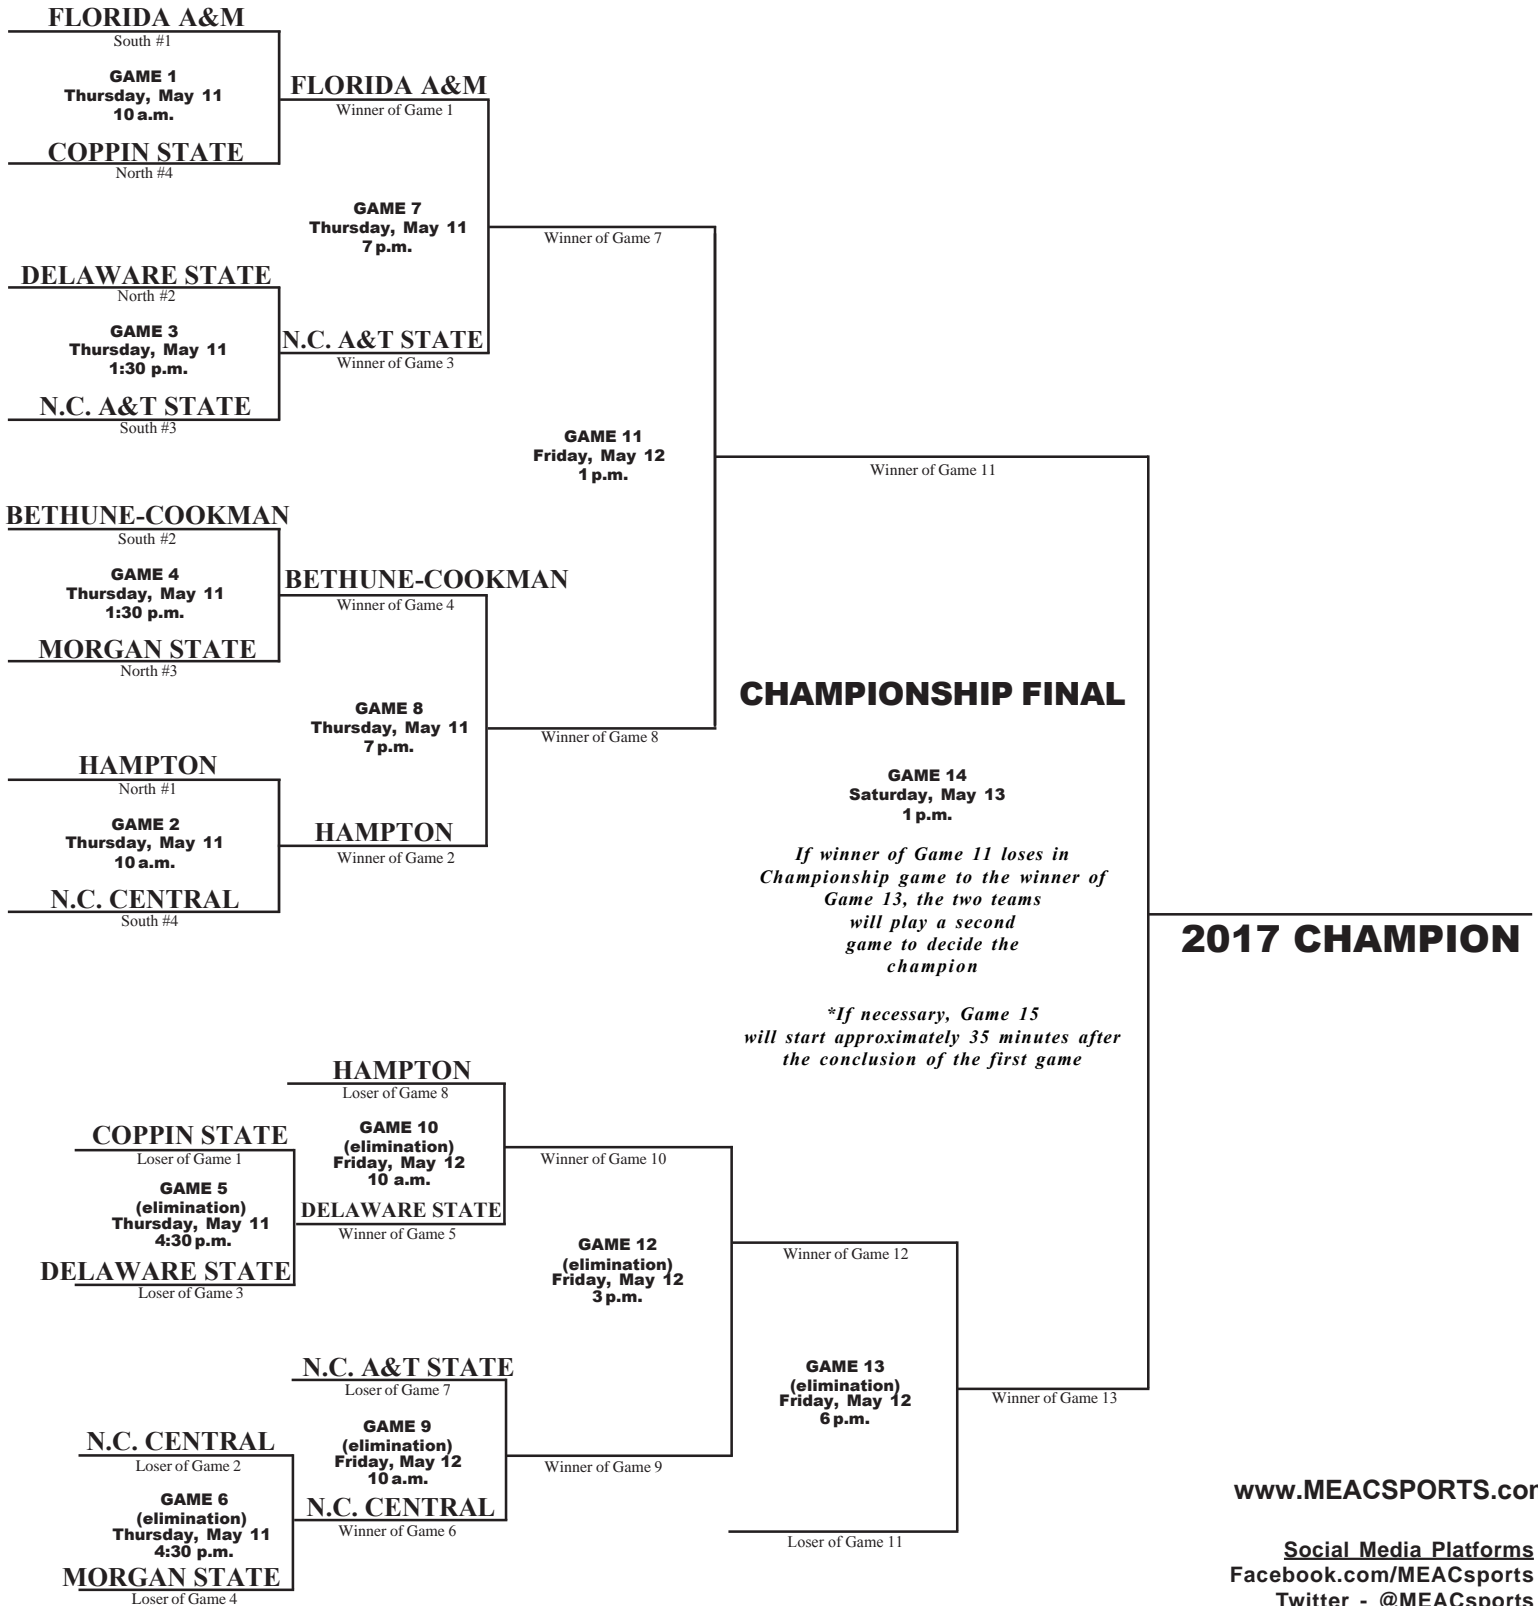 FLORIDA A&M
South #1
GAME 1
Thursday, May 11
10 a.m.
COPPIN STATE
North #4
FLORIDA A&M
Winner of Game 1
GAME 7
Thursday, May 11
7 p.m.
Winner of Game 7
DELAWARE STATE
North #2
GAME 3
Thursday, May 11
1:30 p.m.
N.C. A&T STATE
South #3
N.C. A&T STATE
Winner of Game 3
GAME 11
Friday, May 12
1 p.m.
Winner of Game 11
BETHUNE-COOKMAN
South #2
GAME 4
Thursday, May 11
1:30 p.m.
MORGAN STATE
North #3
BETHUNE-COOKMAN
Winner of Game 4
GAME 8
Thursday, May 11
7 p.m.
Winner of Game 8
HAMPTON
North #1
GAME 2
Thursday, May 11
10 a.m.
N.C. CENTRAL
South #4
HAMPTON
Winner of Game 2
CHAMPIONSHIP FINAL
GAME 14
Saturday, May 13
1 p.m.
If winner of Game 11 loses in
Championship game to the winner of
Game 13, the two teams
will play a second
game to decide the
champion
*If necessary, Game 15
will start approximately 35 minutes after
the conclusion of the first game
2017 CHAMPION
HAMPTON
Loser of Game 8
GAME 10
(elimination)
Friday, May 12
10 a.m.
DELAWARE STATE
Winner of Game 5
Winner of Game 10
COPPIN STATE
Loser of Game 1
GAME 5
(elimination)
Thursday, May 11
4:30 p.m.
DELAWARE STATE
Loser of Game 3
GAME 12
(elimination)
Friday, May 12
3 p.m.
Winner of Game 12
N.C. A&T STATE
Loser of Game 7
GAME 9
(elimination)
Friday, May 12
10 a.m.
N.C. CENTRAL
Winner of Game 6
Winner of Game 9
GAME 13
(elimination)
Friday, May 12
6 p.m.
Winner of Game 13
N.C. CENTRAL
Loser of Game 2
GAME 6
(elimination)
Thursday, May 11
4:30 p.m.
MORGAN STATE
Loser of Game 4
Loser of Game 11
www.MEACSPORTS.com
Social Media Platforms
Facebook.com/MEACsports
Twitter - @MEACsports